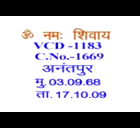 ॐ नमः शिवाय
VCD -1183
C.No.-1669
अनंतपुर
मु. 03.09.68
ता. 17.10.09